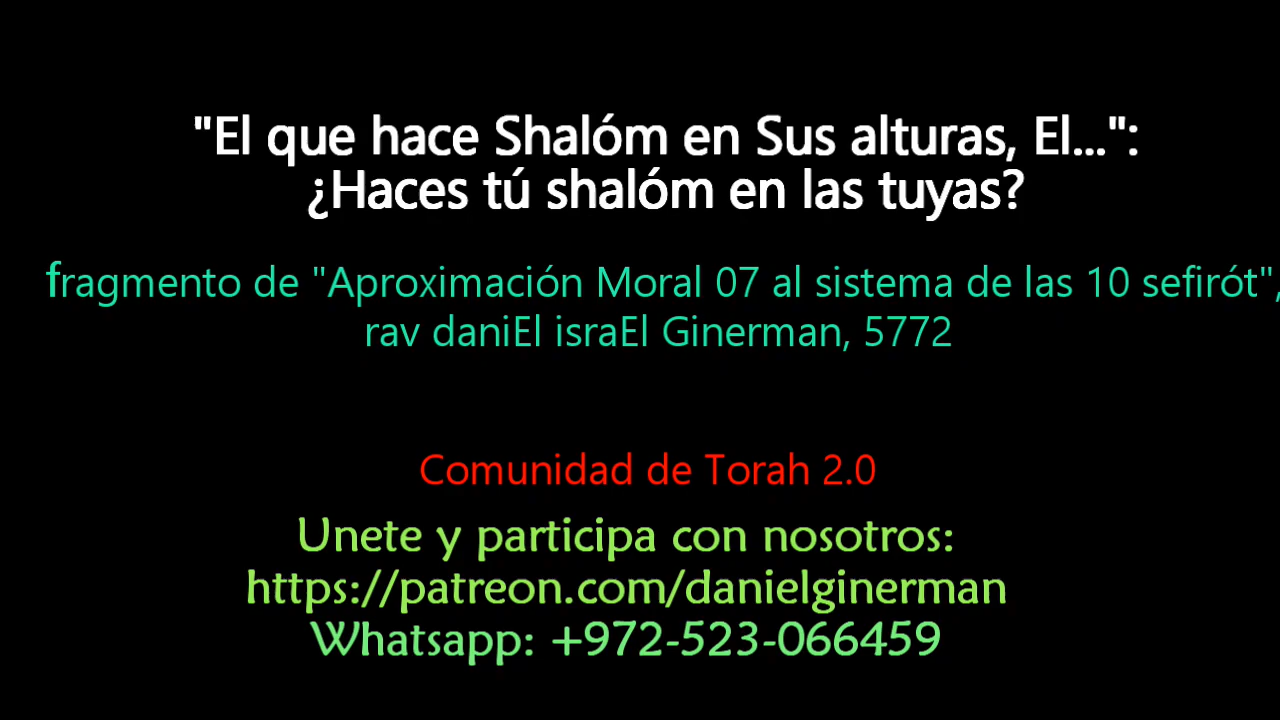 "El que hace Shalóm en Sus alturas, El...":
¿Haces tú shalóm en las tuyas?
fragmento de "Aproximación Moral 07 al sistema de las 10 sefirót",
rav daniEl israEl Ginerman, 5772
Comunidad de Torah 2.0
Unete y participa con nosotros:
https://patreon.com/danielginerman
Whatsapp: +972-523-066459